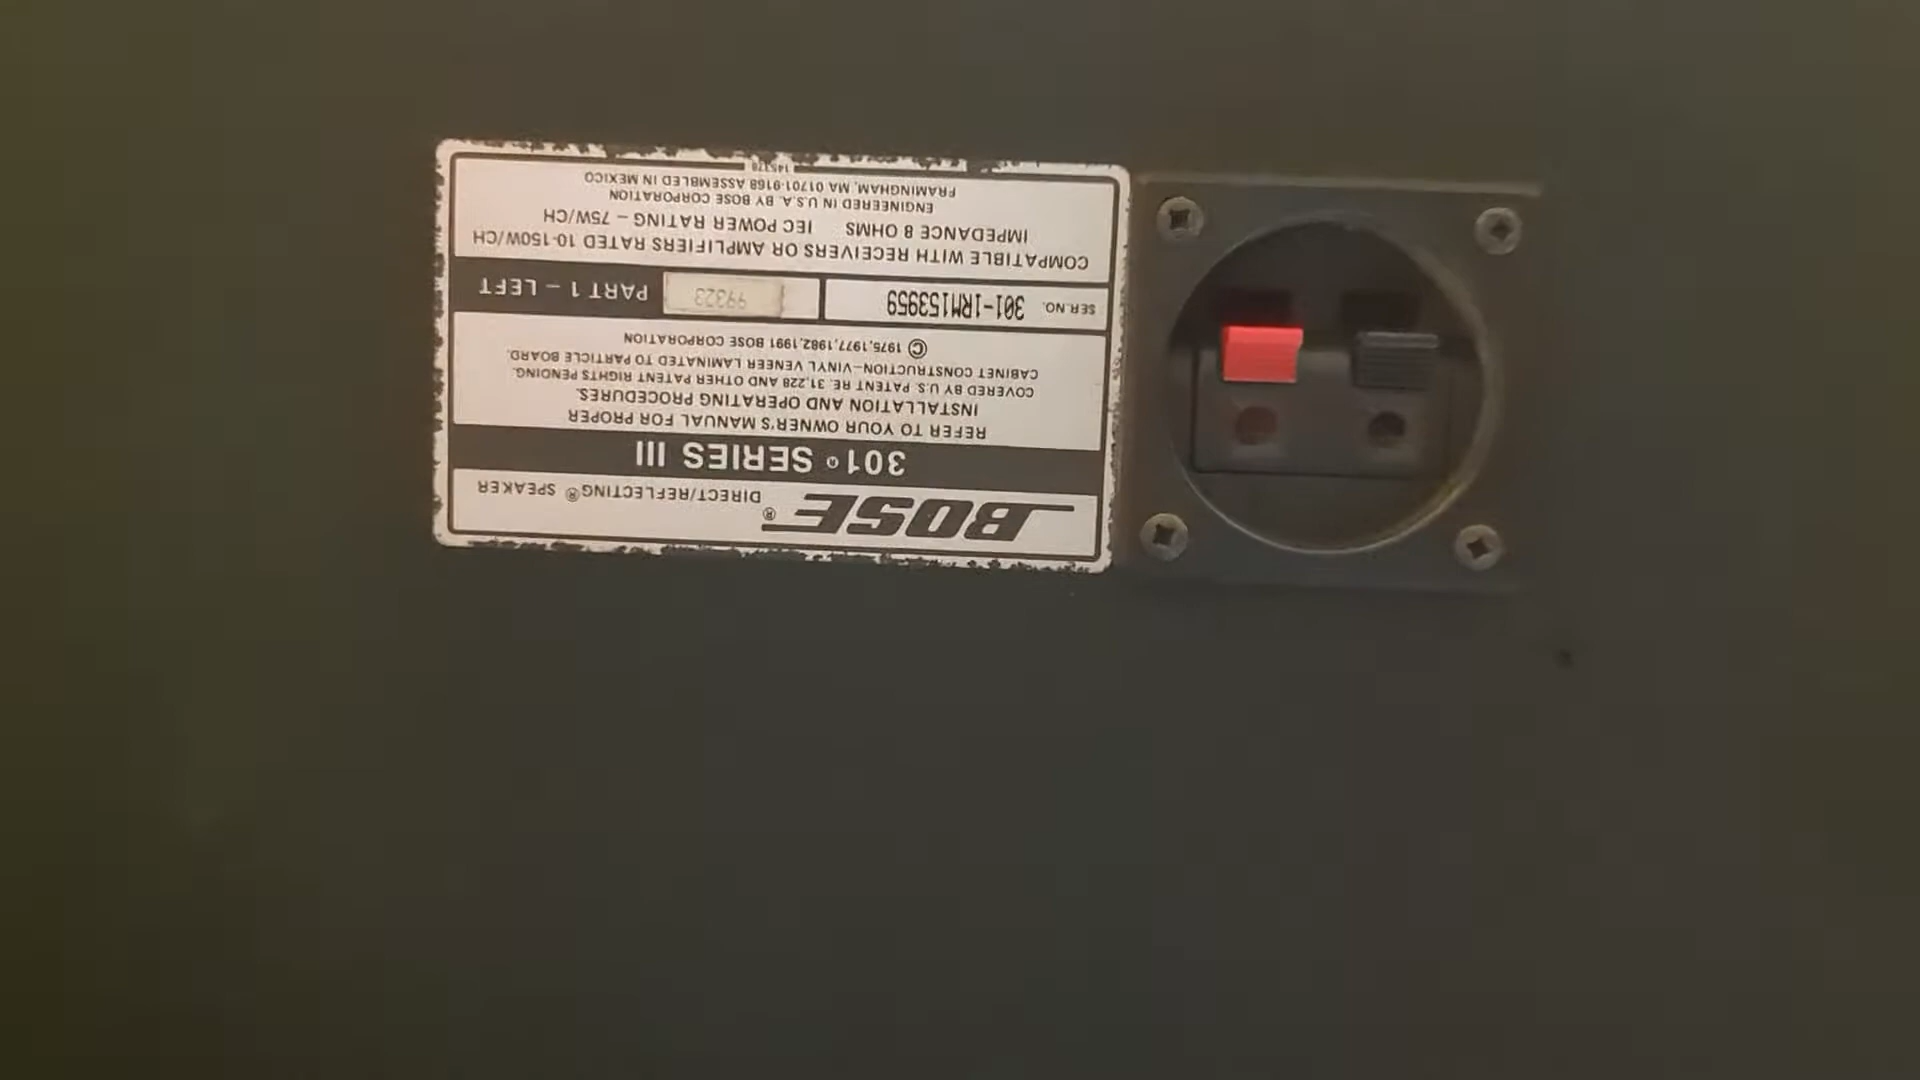 BOSE® DIRECT/REFLECTING® SPEAKER
301® SERIES III
REFER TO YOUR OWNER'S MANUAL FOR PROPER
INSTALLATION AND OPERATING PROCEDURES.
COVERED BY U.S. PATENT RE. 31,228 AND OTHER PATENT RIGHTS PENDING.
CABINET CONSTRUCTION–VINYL VENEER LAMINATED TO PARTICLE BOARD.
© 1975,1977,1982,1991 BOSE CORPORATION
SER.NO. 301-1RM153959 99323 PART 1 – LEFT
COMPATIBLE WITH RECEIVERS OR AMPLIFIERS RATED 10-150W/CH
IMPEDANCE 8 OHMS IEC POWER RATING – 75W/CH
ENGINEERED IN U.S.A. BY BOSE CORPORATION
FRAMINGHAM, MA 01701-9168 ASSEMBLED IN MEXICO
145378